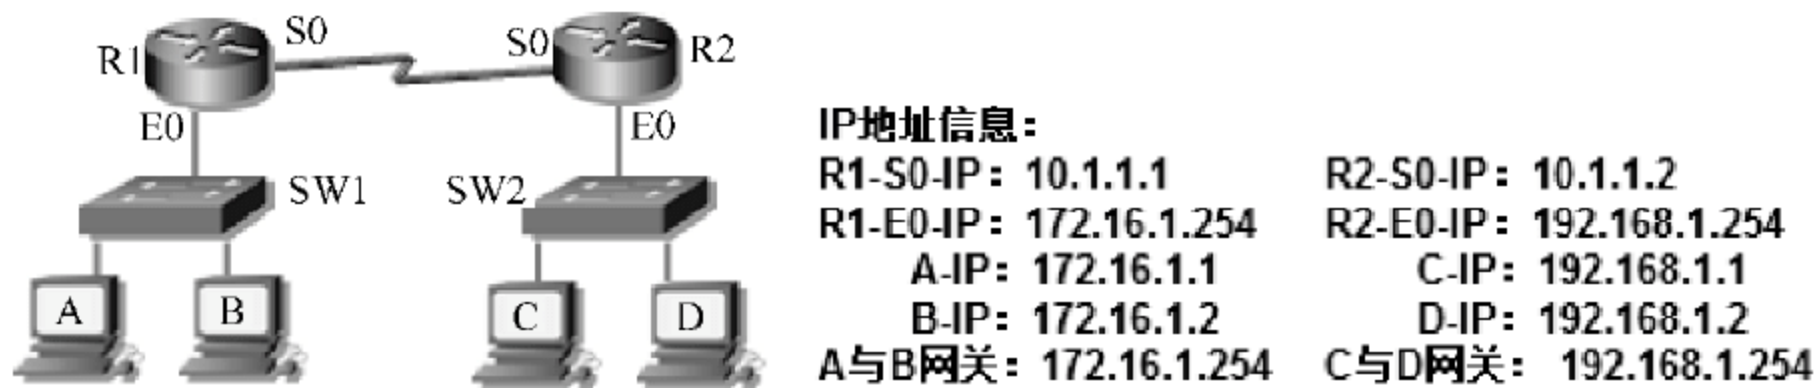 R1
S0
S0
R2
E0
E0
SW1
SW2
A
B
C
D
IP地址信息：
R1-S0-IP：10.1.1.1
R2-S0-IP：10.1.1.2
R1-E0-IP：172.16.1.254
R2-E0-IP：192.168.1.254
A-IP：172.16.1.1
C-IP：192.168.1.1
B-IP：172.16.1.2
D-IP：192.168.1.2
A与B网关：172.16.1.254
C与D网关：192.168.1.254